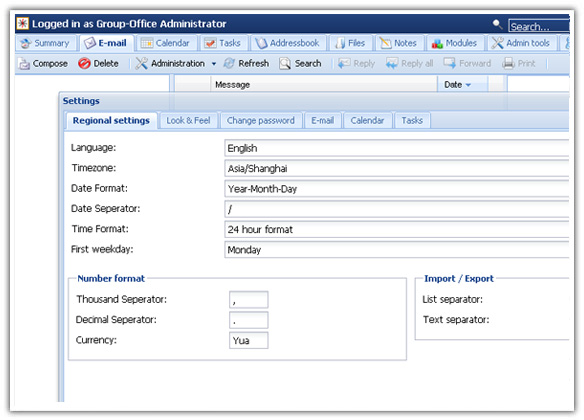 Logged in as Group-Office Administrator Search...
Summary E-mail Calendar Tasks Addressbook Files Notes Modules Admin tools
Compose Delete Administration Refresh Search Reply Reply all Forward Print
Message Date
Settings
Regional settings Look & Feel Change password E-mail Calendar Tasks
Language: English
Timezone: Asia/Shanghai
Date Format: Year-Month-Day
Date Seperator: /
Time Format: 24 hour format
First weekday: Monday
Number format Import / Export
Thousand Seperator: , List separator:
Decimal Seperator: . Text separator:
Currency: Yua